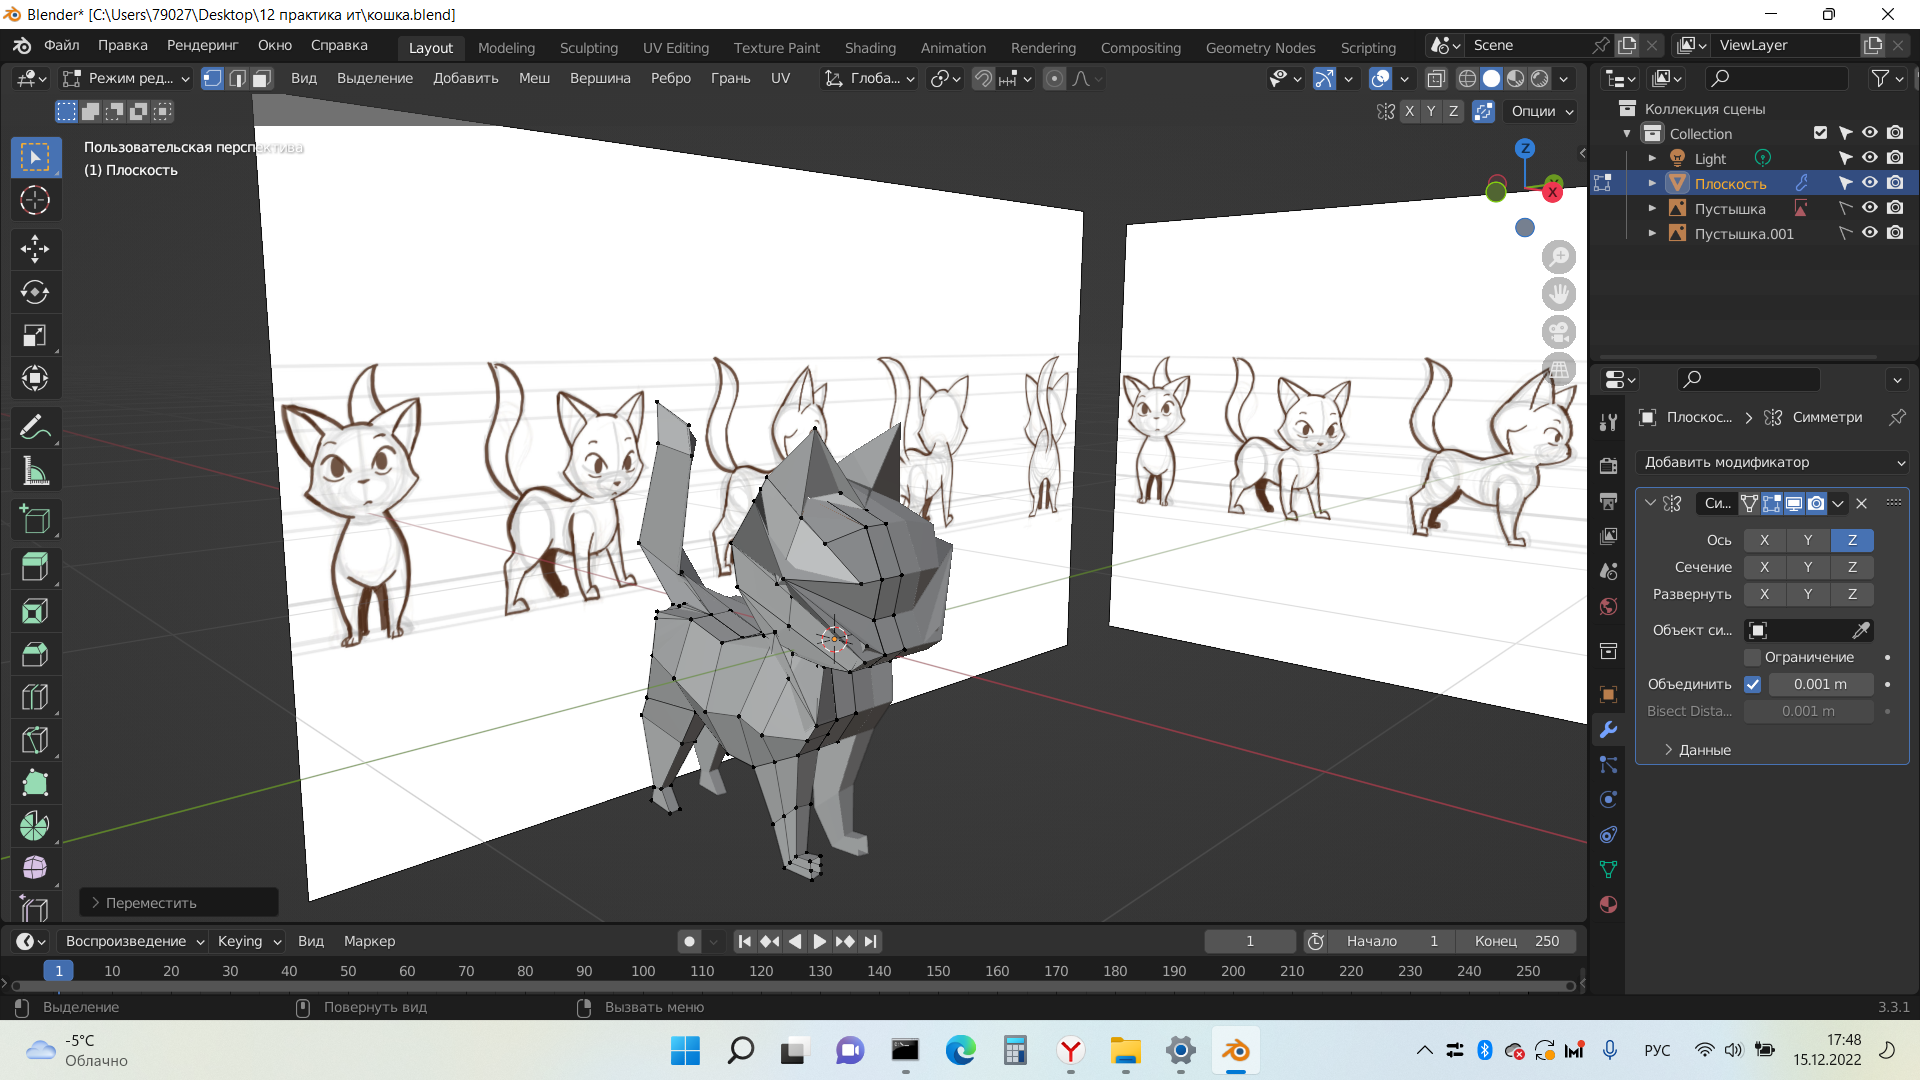 Blender* [C:\Users\79027\Desktop\12 практика ит\кошка.blend]
Файл Правка Рендеринг Окно Справка Layout Modeling Sculpting UV Editing Texture Paint Shading Animation Rendering Compositing Geometry Nodes Scripting Scene ViewLayer
Режим ред... Вид Выделение Добавить Меш Вершина Ребро Грань UV Глоба...
X Y Z Опции
Пользовательская перспектива
(1) Плоскость
Z
Y
X
Коллекция сцены
Collection
Light
Плоскость
Пустышка
Пустышка.001
Плоскос... Симметри
Добавить модификатор
Си...
Ось X Y Z
Сечение X Y Z
Развернуть X Y Z
Объект си...
Ограничение
Объединить 0.001 m
Bisect Dista... 0.001 m
Данные
Переместить
Воспроизведение Keying Вид Маркер 1 Начало 1 Конец 250
1 10 20 30 40 50 60 70 80 90 100 110 120 130 140 150 160 170 180 190 200 210 220 230 240 250
Выделение Повернуть вид Вызвать меню 3.3.1
-5°C
Облачно
РУС
17:48
15.12.2022